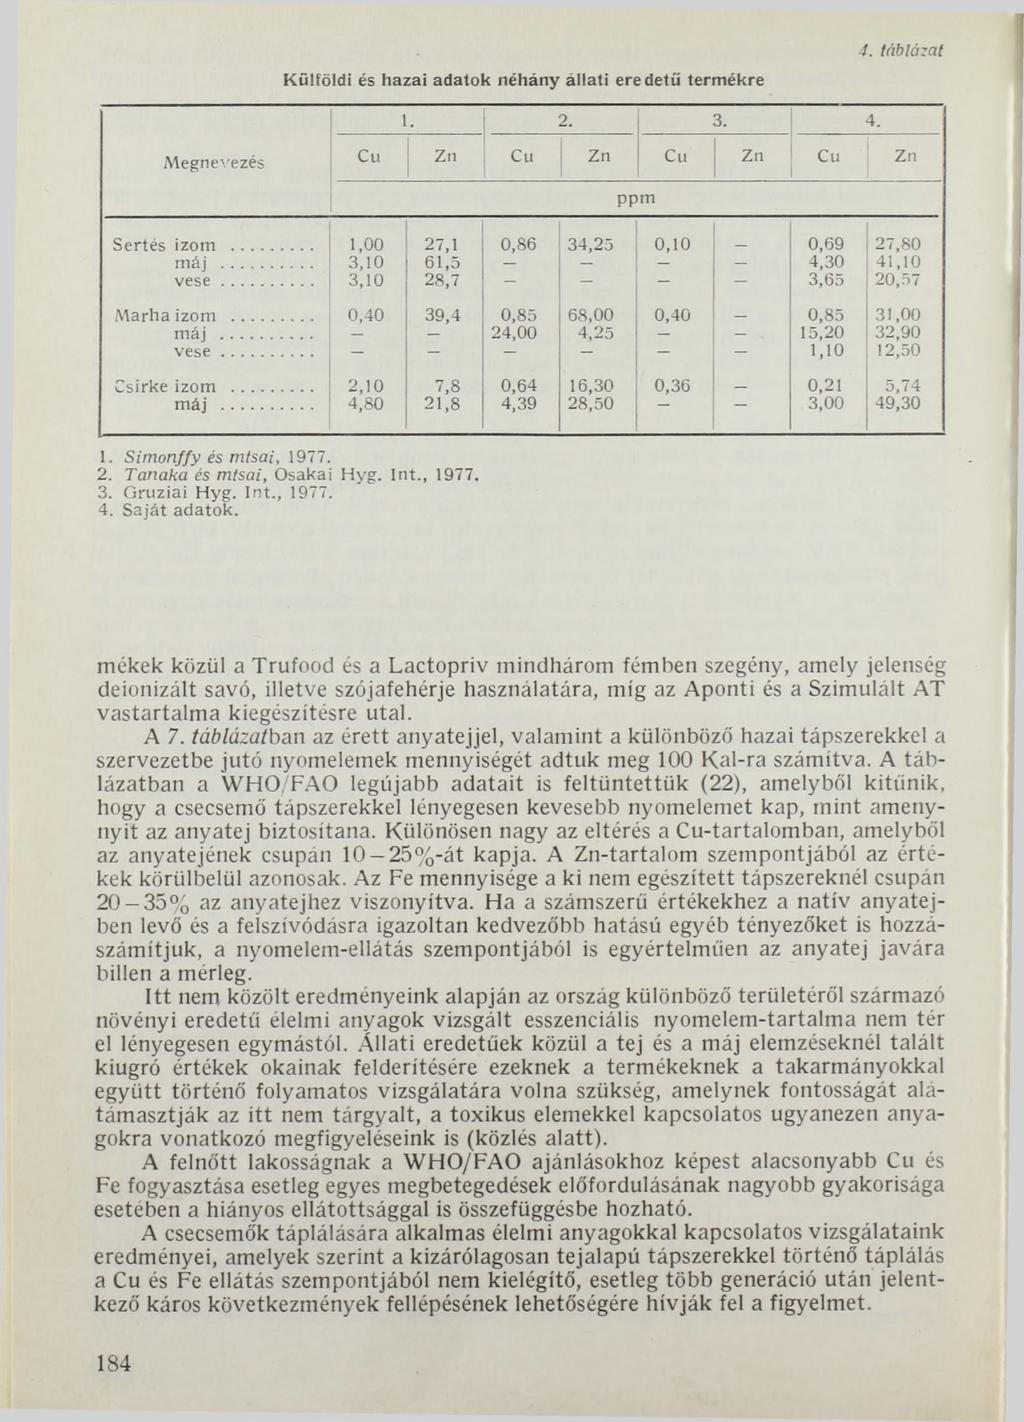 4. táblázat
Külföldi és hazai adatok néhány állati eredetű termékre
Megnevezés 1. 2. 3. 4.
Cu Zn Cu Zn Cu Zn Cu Zn
ppm
Sertés izom ......... 1,00 27,1 0,86 34,25 0,10 — 0,69 27,80
máj .......... 3,10 61,5 — — — — 4,30 41,10
vese .......... 3,10 28,7 — — — — 3,65 20,57
Marha izom ......... 0,40 39,4 0,85 68,00 0,40 — 0,85 31,00
máj .......... — — 24,00 4,25 — — 15,20 32,90
vese .......... — — — — — — 1,10 12,50
Csirke izom ......... 2,10 7,8 0,64 16,30 0,36 — 0,21 5,74
máj .......... 4,80 21,8 4,39 28,50 — — 3,00 49,30
1. Simonffy és mtsai, 1977.
2. Tanaka és mtsai, Osakai Hyg. Int., 1977.
3. Gruziai Hyg. Int., 1977.
4. Saját adatok.
mékek közül a Trufood és a Lactopriv mindhárom fémben szegény, amely jelenség
deionizált savó, illetve szójafehérje használatára, míg az Aponti és a Szimulált AT
vastartalma kiegészítésre utal.
A 7. táblázatban az érett anyatejjel, valamint a különböző hazai tápszerekkel a
szervezetbe jutó nyomelemek mennyiségét adtuk meg 100 Kal-ra számítva. A táb-
lázatban a WHO/FAO legújabb adatait is feltüntettük (22), amelyből kitűnik,
hogy a csecsemő tápszerekkel lényegesen kevesebb nyomelemet kap, mint ameny-
nyit az anyatej biztosítana. Különösen nagy az eltérés a Cu-tartalomban, amelyből
az anyatejének csupán 10—25%-át kapja. A Zn-tartalom szempontjából az érté-
kek körülbelül azonosak. Az Fe mennyisége a ki nem egészített tápszereknél csupán
20—35% az anyatejhez viszonyítva. Ha a számszerű értékekhez a natív anyatej-
ben levő és a felszívódásra igazoltan kedvezőbb hatású egyéb tényezőket is hozzá-
számítjuk, a nyomelem-ellátás szempontjából is egyértelműen az anyatej javára
billen a mérleg.
Itt nem közölt eredményeink alapján az ország különböző területéről származó
növényi eredetű élelmi anyagok vizsgált esszenciális nyomelem-tartalma nem tér
el lényegesen egymástól. Állati eredetűek közül a tej és a máj elemzéseknél talált
kiugró értékek okainak felderítésére ezeknek a termékeknek a takarmányokkal
együtt történő folyamatos vizsgálatára volna szükség, amelynek fontosságát alá-
támasztják az itt nem tárgyalt, a toxikus elemekkel kapcsolatos ugyanezen anya-
gokra vonatkozó megfigyeléseink is (közlés alatt).
A felnőtt lakosságnak a WHO/FAO ajánlásokhoz képest alacsonyabb Cu és
Fe fogyasztása esetleg egyes megbetegedések előfordulásának nagyobb gyakorisága
esetében a hiányos ellátottsággal is összefüggésbe hozható.
A csecsemők táplálására alkalmas élelmi anyagokkal kapcsolatos vizsgálataink
eredményei, amelyek szerint a kizárólagosan tejalapú tápszerekkel történő táplálás
a Cu és Fe ellátás szempontjából nem kielégítő, esetleg több generáció után jelent-
kező káros következmények fellépésének lehetőségére hívják fel a figyelmet.
184